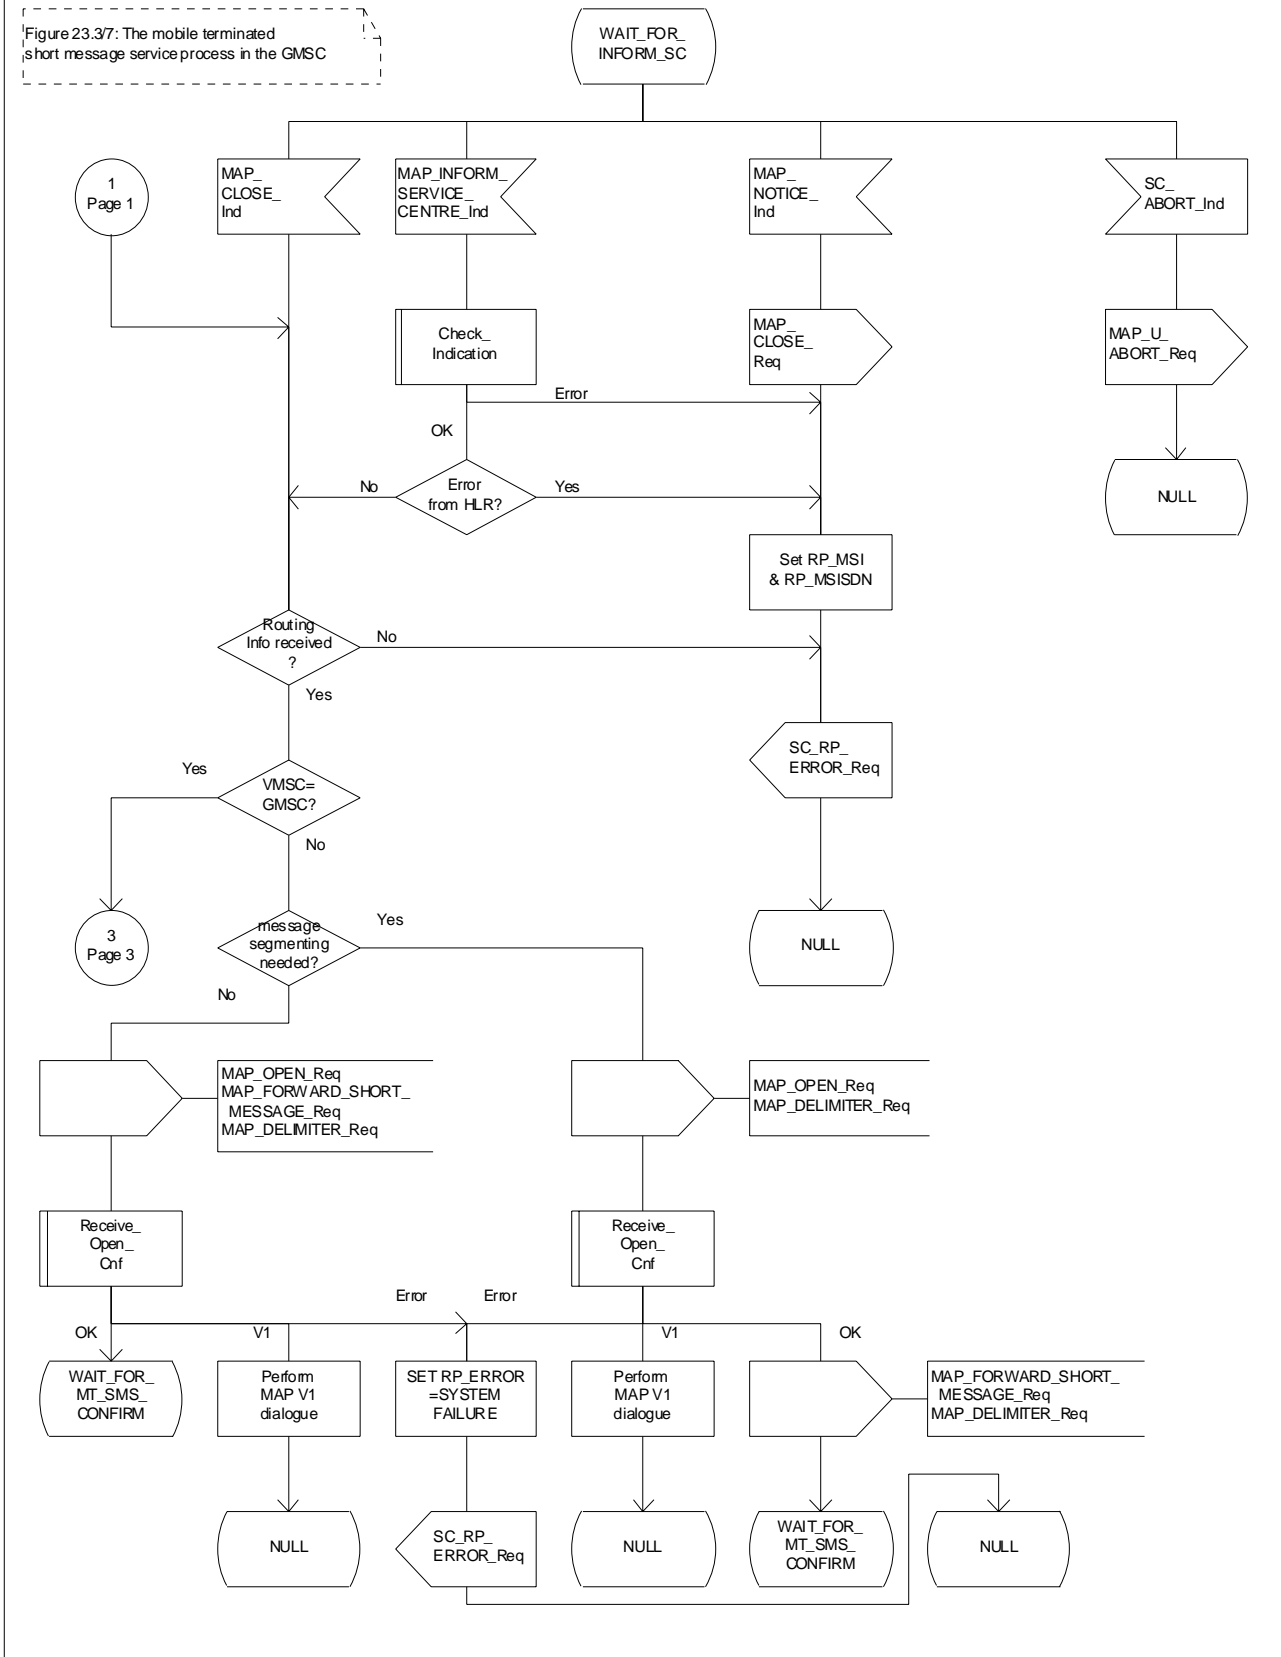 Figure 23.3/7: The mobile terminated
short message service process in the GMSC
WAIT_FOR_
INFORM_SC
1
Page 1
MAP_
CLOSE_
Ind
MAP_INFORM_
SERVICE_
CENTRE_Ind
MAP_
NOTICE_
Ind
SC_
ABORT_Ind
Check_
Indication
MAP_
CLOSE_
Req
MAP_U_
ABORT_Req
Error
OK
No
Error
from HLR?
Yes
NULL
Set RP_MSI
& RP_MSISDN
Routing
Info received
?
No
Yes
SC_RP_
ERROR_Req
Yes
VMSC=
GMSC?
No
3
Page 3
message
segmenting
needed?
Yes
NULL
No
MAP_OPEN_Req
MAP_FORWARD_SHORT_
MESSAGE_Req
MAP_DELIMITER_Req
MAP_OPEN_Req
MAP_DELIMITER_Req
Receive_
Open_
Cnf
Receive_
Open_
Cnf
Error
Error
OK
V1
V1
OK
WAIT_FOR_
MT_SMS_
CONFIRM
Perform
MAP V1
dialogue
SET RP_ERROR
=SYSTEM
FAILURE
Perform
MAP V1
dialogue
MAP_FORWARD_SHORT_
MESSAGE_Req
MAP_DELIMITER_Req
NULL
SC_RP_
ERROR_Req
NULL
WAIT_FOR_
MT_SMS_
CONFIRM
NULL